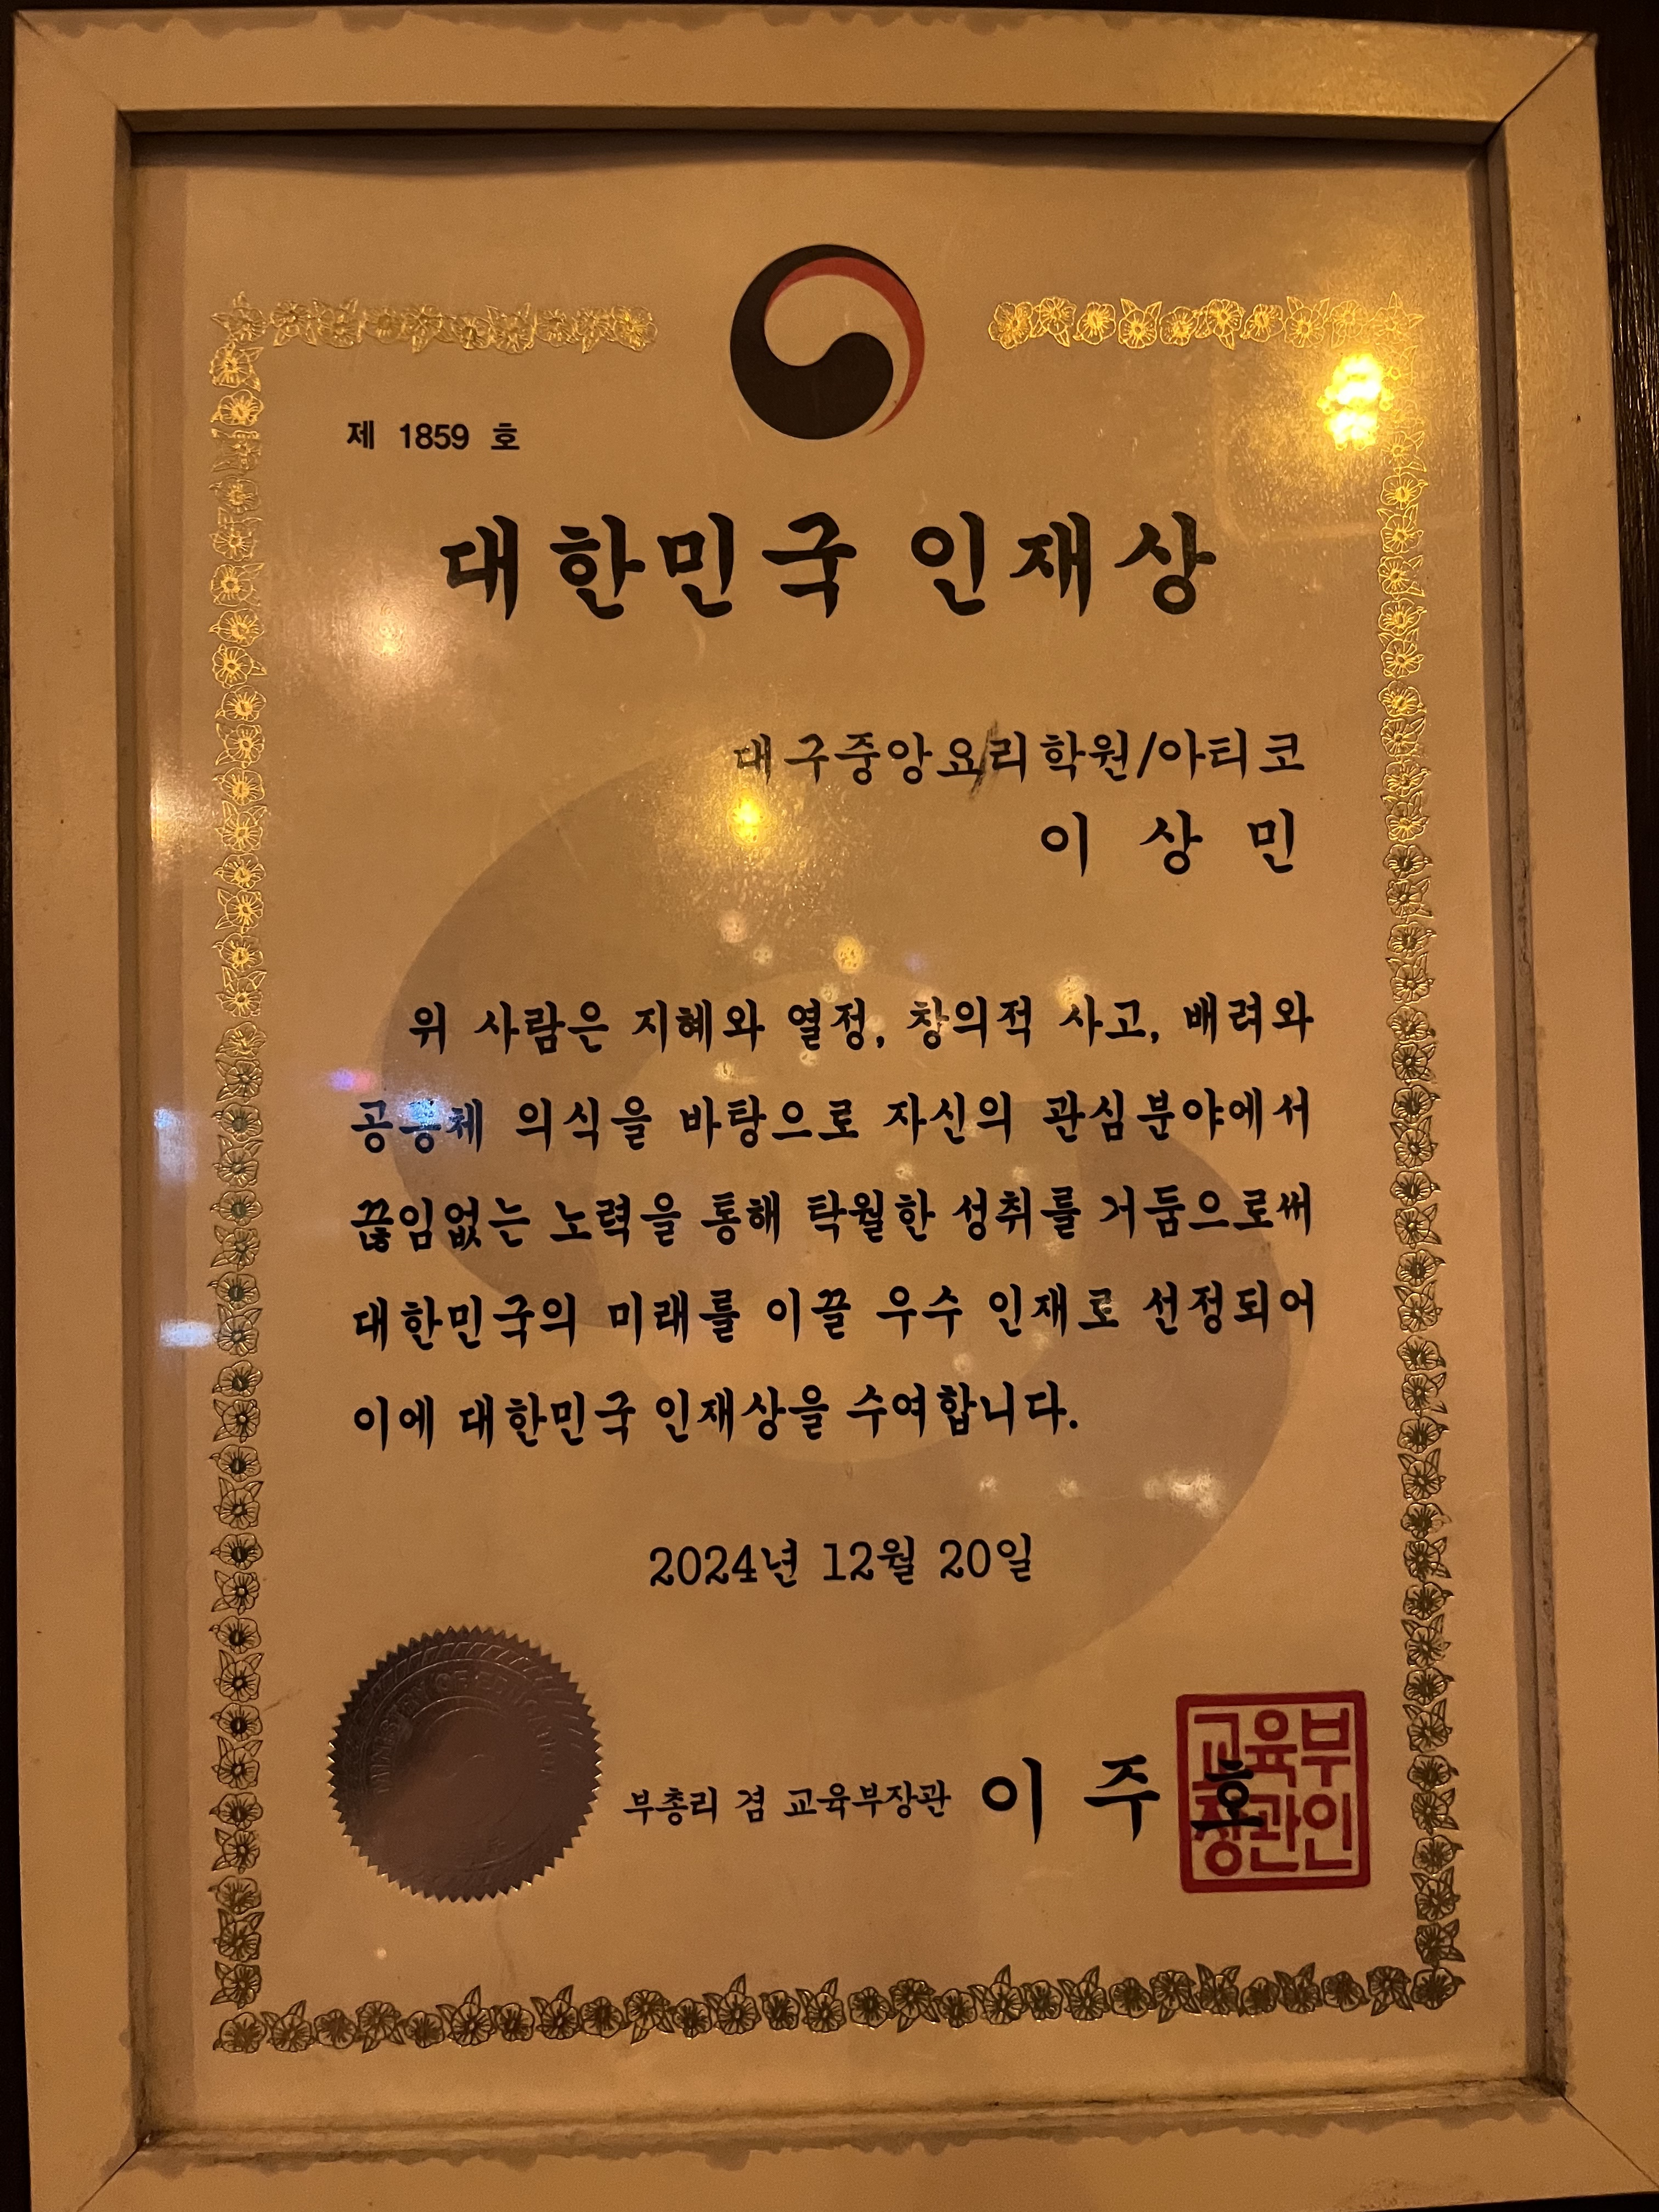 제 1859 호
대한민국 인재상
대구중앙요리학원/아티코
이 상 민
위 사람은 지혜와 열정, 창의적 사고, 배려와
공동체 의식을 바탕으로 자신의 관심분야에서
끊임없는 노력을 통해 탁월한 성취를 거둠으로써
대한민국의 미래를 이끌 우수 인재로 선정되어
이에 대한민국 인재상을 수여합니다.
2024년 12월 20일
MINISTRY OF EDUCATION
부총리 겸 교육부장관 이 주 호
교육부
장관인